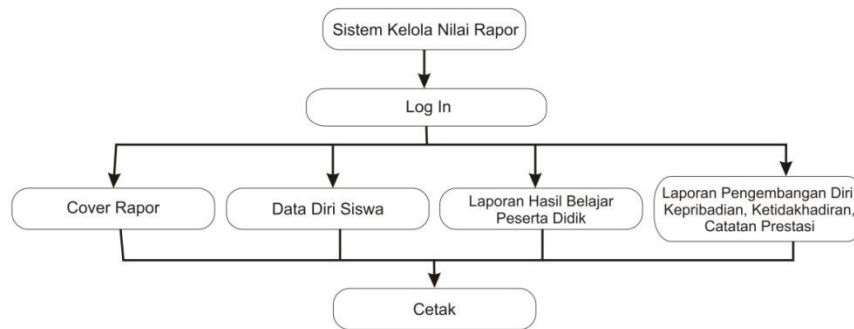 Sistem Kelola Nilai Rapor
Log In
Cover Rapor
Data Diri Siswa
Laporan Hasil Belajar
Peserta Didik
Laporan Pengembangan Diri
Kepribadian, Ketidakhadiran,
Catatan Prestasi
Cetak